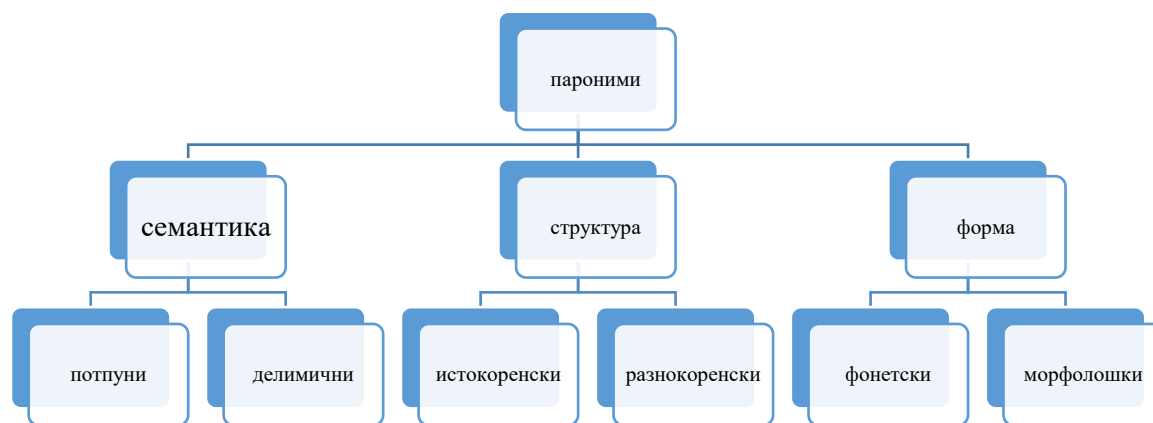 пароними
семантика
структура
форма
потпуни
делимични
истокоренски
разнокоренски
фонетски
морфолошки